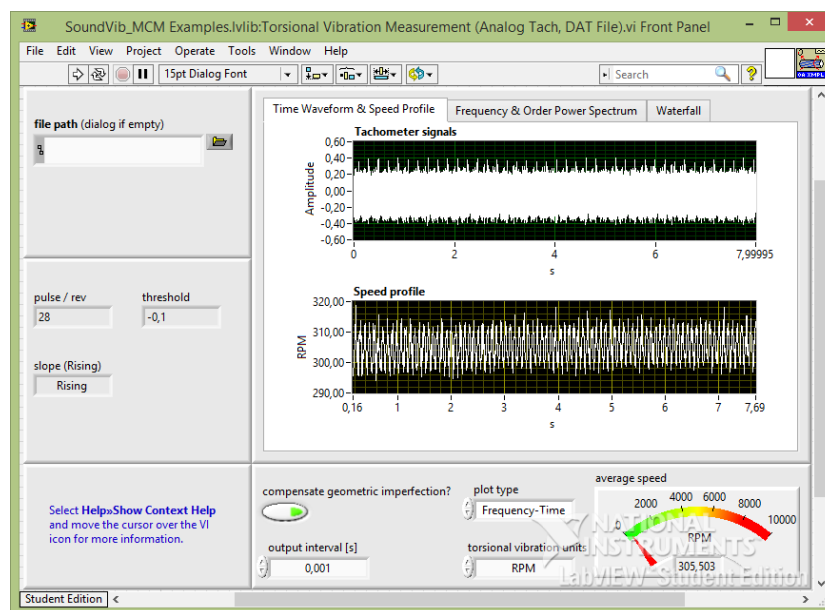 SoundVib_MCM Examples.lvlib:Torsional Vibration Measurement (Analog Tach, DAT File).vi Front Panel
File Edit View Project Operate Tools Window Help
15pt Dialog Font
Search
file path (dialog if empty)
Time Waveform & Speed Profile Frequency & Order Power Spectrum Waterfall
Tachometer signals
Amplitude
0,60
0,40
0,20
0,00
-0,20
-0,40
-0,60
0 2 4 6 7,99995
s
pulse / rev threshold
28 -0,1
slope (Rising)
Rising
Speed profile
RPM
320,00
310,00
300,00
290,00
0,16 1 2 3 4 5 6 7 7,69
s
Select Help»Show Context Help
and move the cursor over the VI
icon for more information.
compensate geometric imperfection?
plot type
Frequency-Time
output interval [s]
0,001
torsional vibration units
RPM
average speed
0 2000 4000 6000 8000 10000
RPM
305,503
NATIONAL
INSTRUMENTS
LabVIEW Student Edition
Student Edition